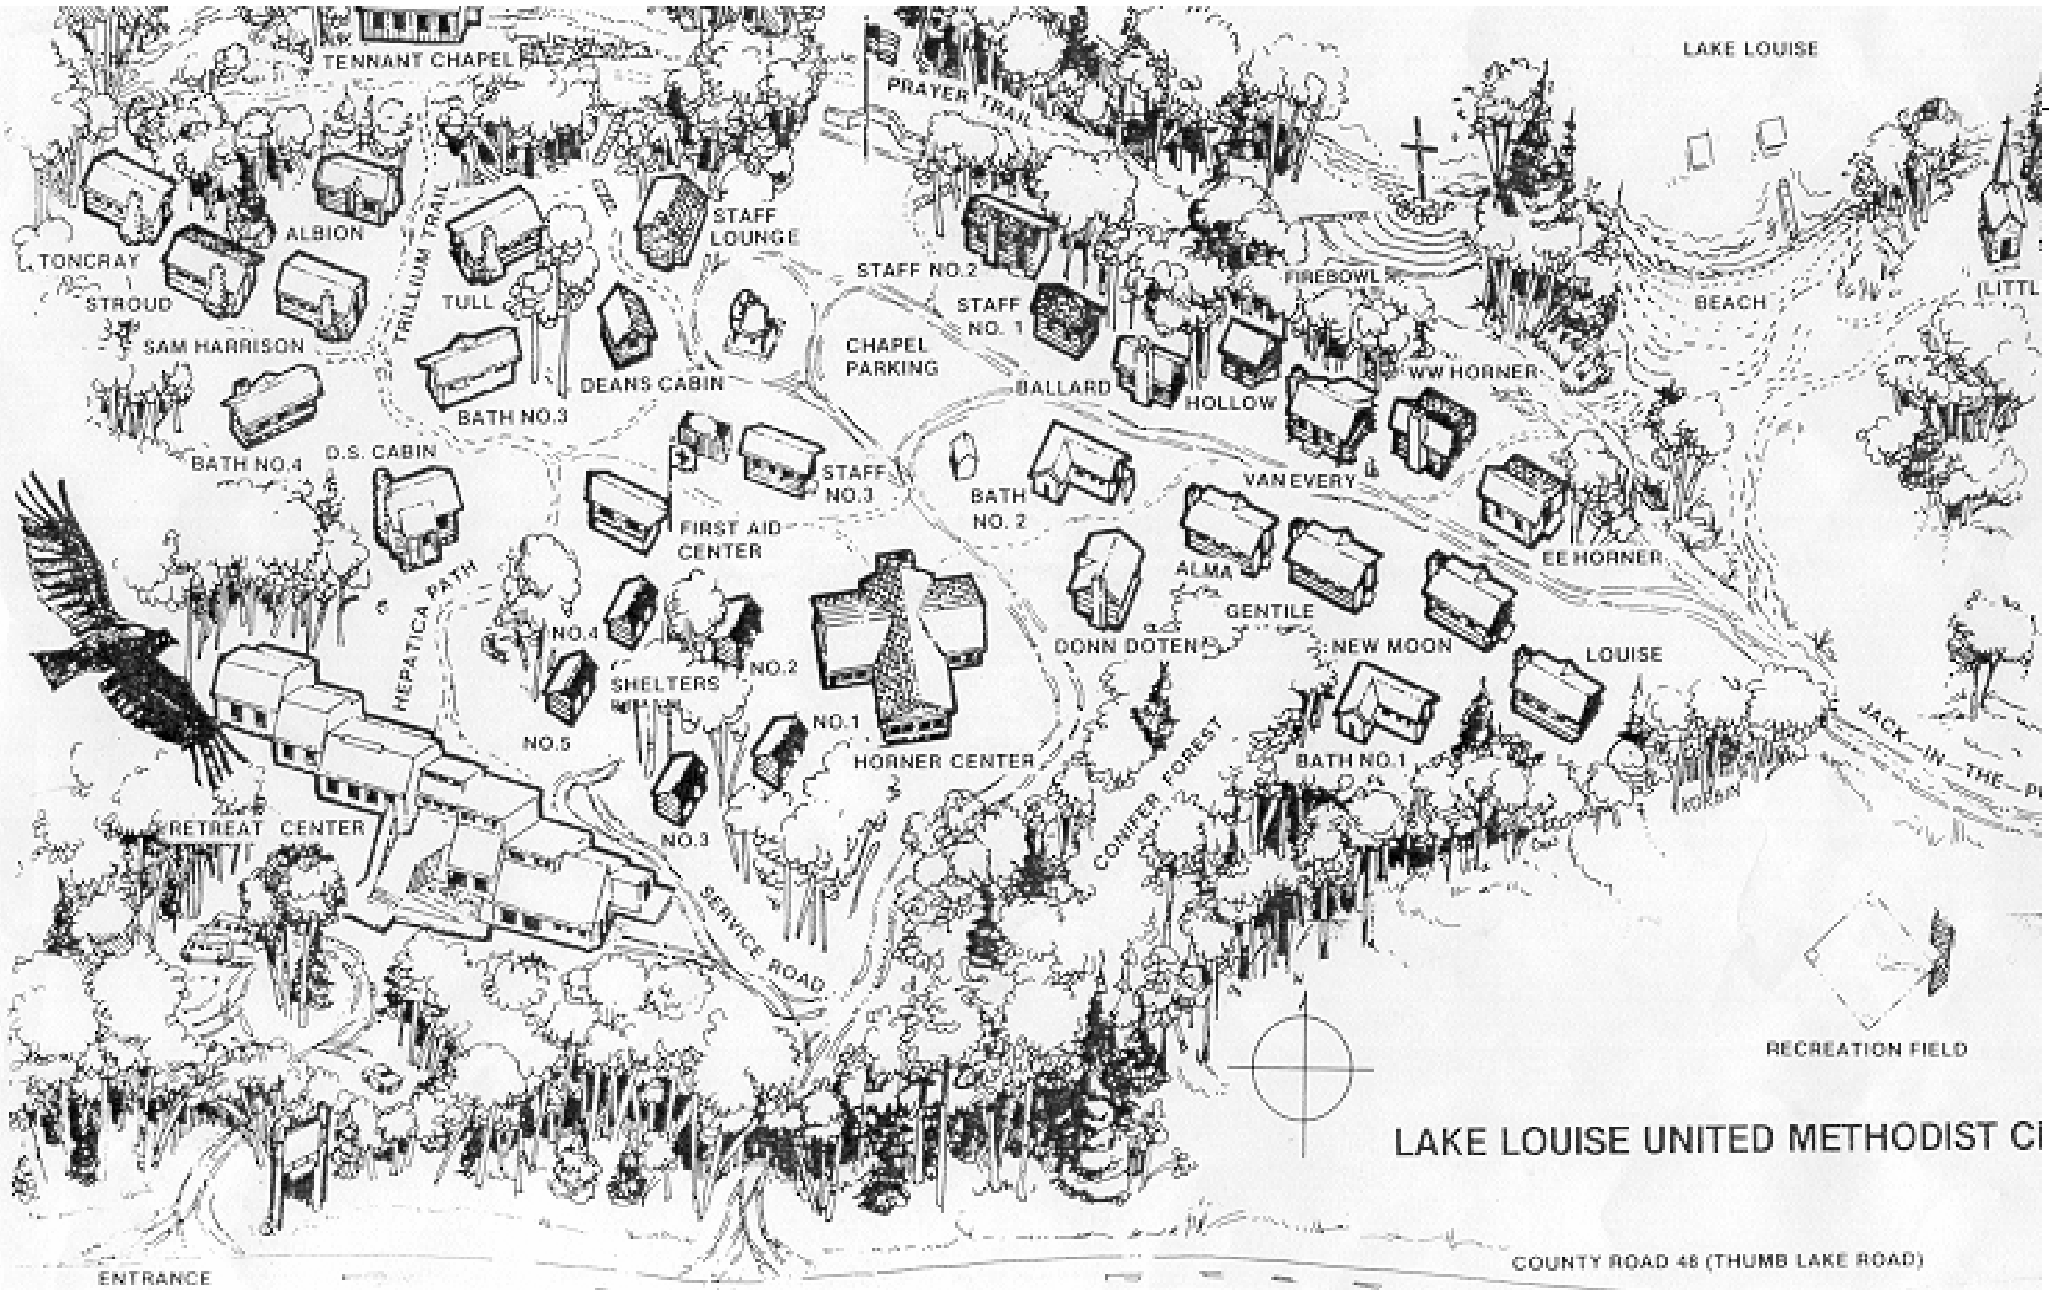 LAKE LOUISE
TENNANT CHAPEL
PRAYER TRAIL
STAFF
LOUNGE
ALBION
TRILLIUM TRAIL
TONCRAY
STAFF NO.2
FIREBOWL
STROUD
TULL
STAFF
NO. 1
BEACH
(LITTL
SAM HARRISON
CHAPEL
PARKING
DEANS CABIN
BALLARD
WW HORNER
HOLLOW
BATH NO.3
D.S. CABIN
BATH NO.4
STAFF
NO.3
BATH
NO. 2
VAN EVERY
FIRST AID
CENTER
EE HORNER
ALMA
HEPATICA PATH
GENTILE
NO.4
DONN DOTEN
NEW MOON
LOUISE
NO.2
SHELTERS
NO.1
NO.5
HORNER CENTER
BATH NO.1
JACK-IN-THE-P
CONIFER FOREST
RETREAT CENTER
NO.3
SERVICE ROAD
RECREATION FIELD
LAKE LOUISE UNITED METHODIST
COUNTY ROAD 48 (THUMB LAKE ROAD)
ENTRANCE